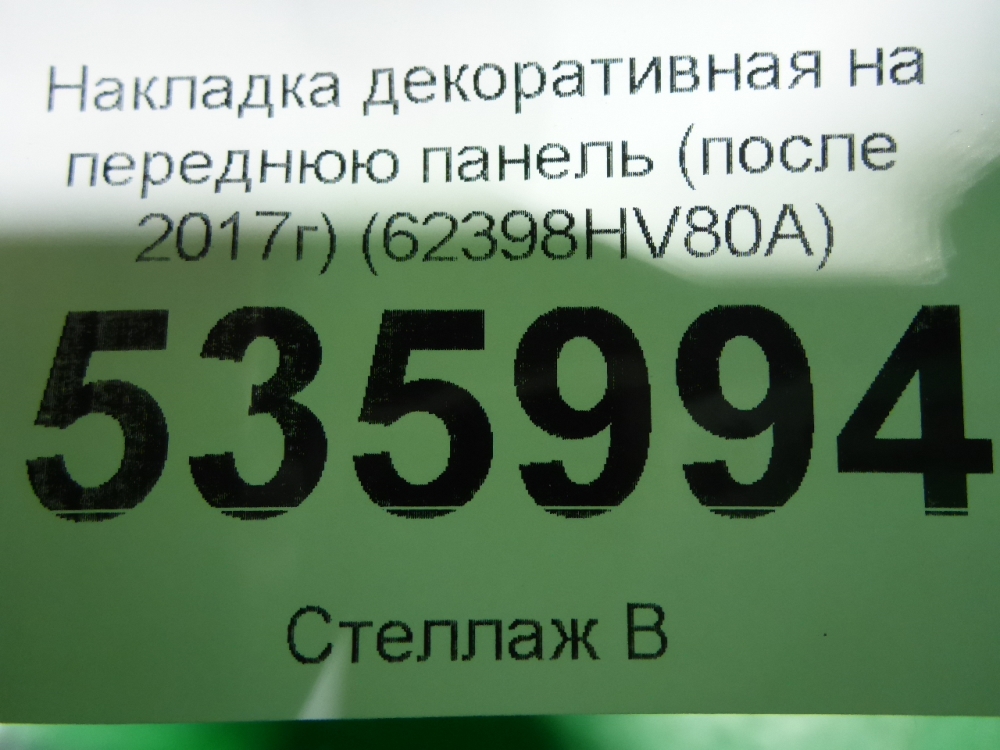 Накладка декоративная на
переднюю панель (после
2017г) (62398HV80A)
535994
Стеллаж В